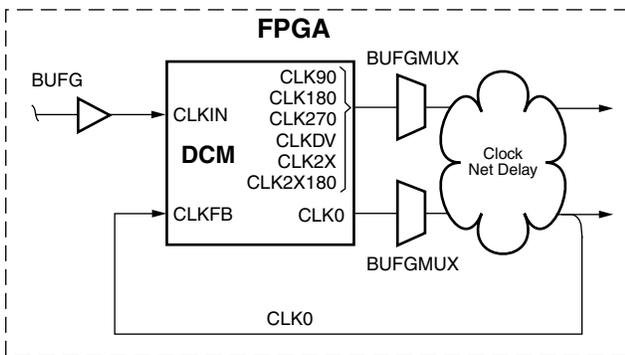 FPGA
BUFG
BUFGMUX
CLK90
CLK180
CLK270
CLKDV
CLK2X
CLK2X180
CLKIN
DCM
CLKFB
CLK0
Clock
Net Delay
BUFGMUX
CLK0